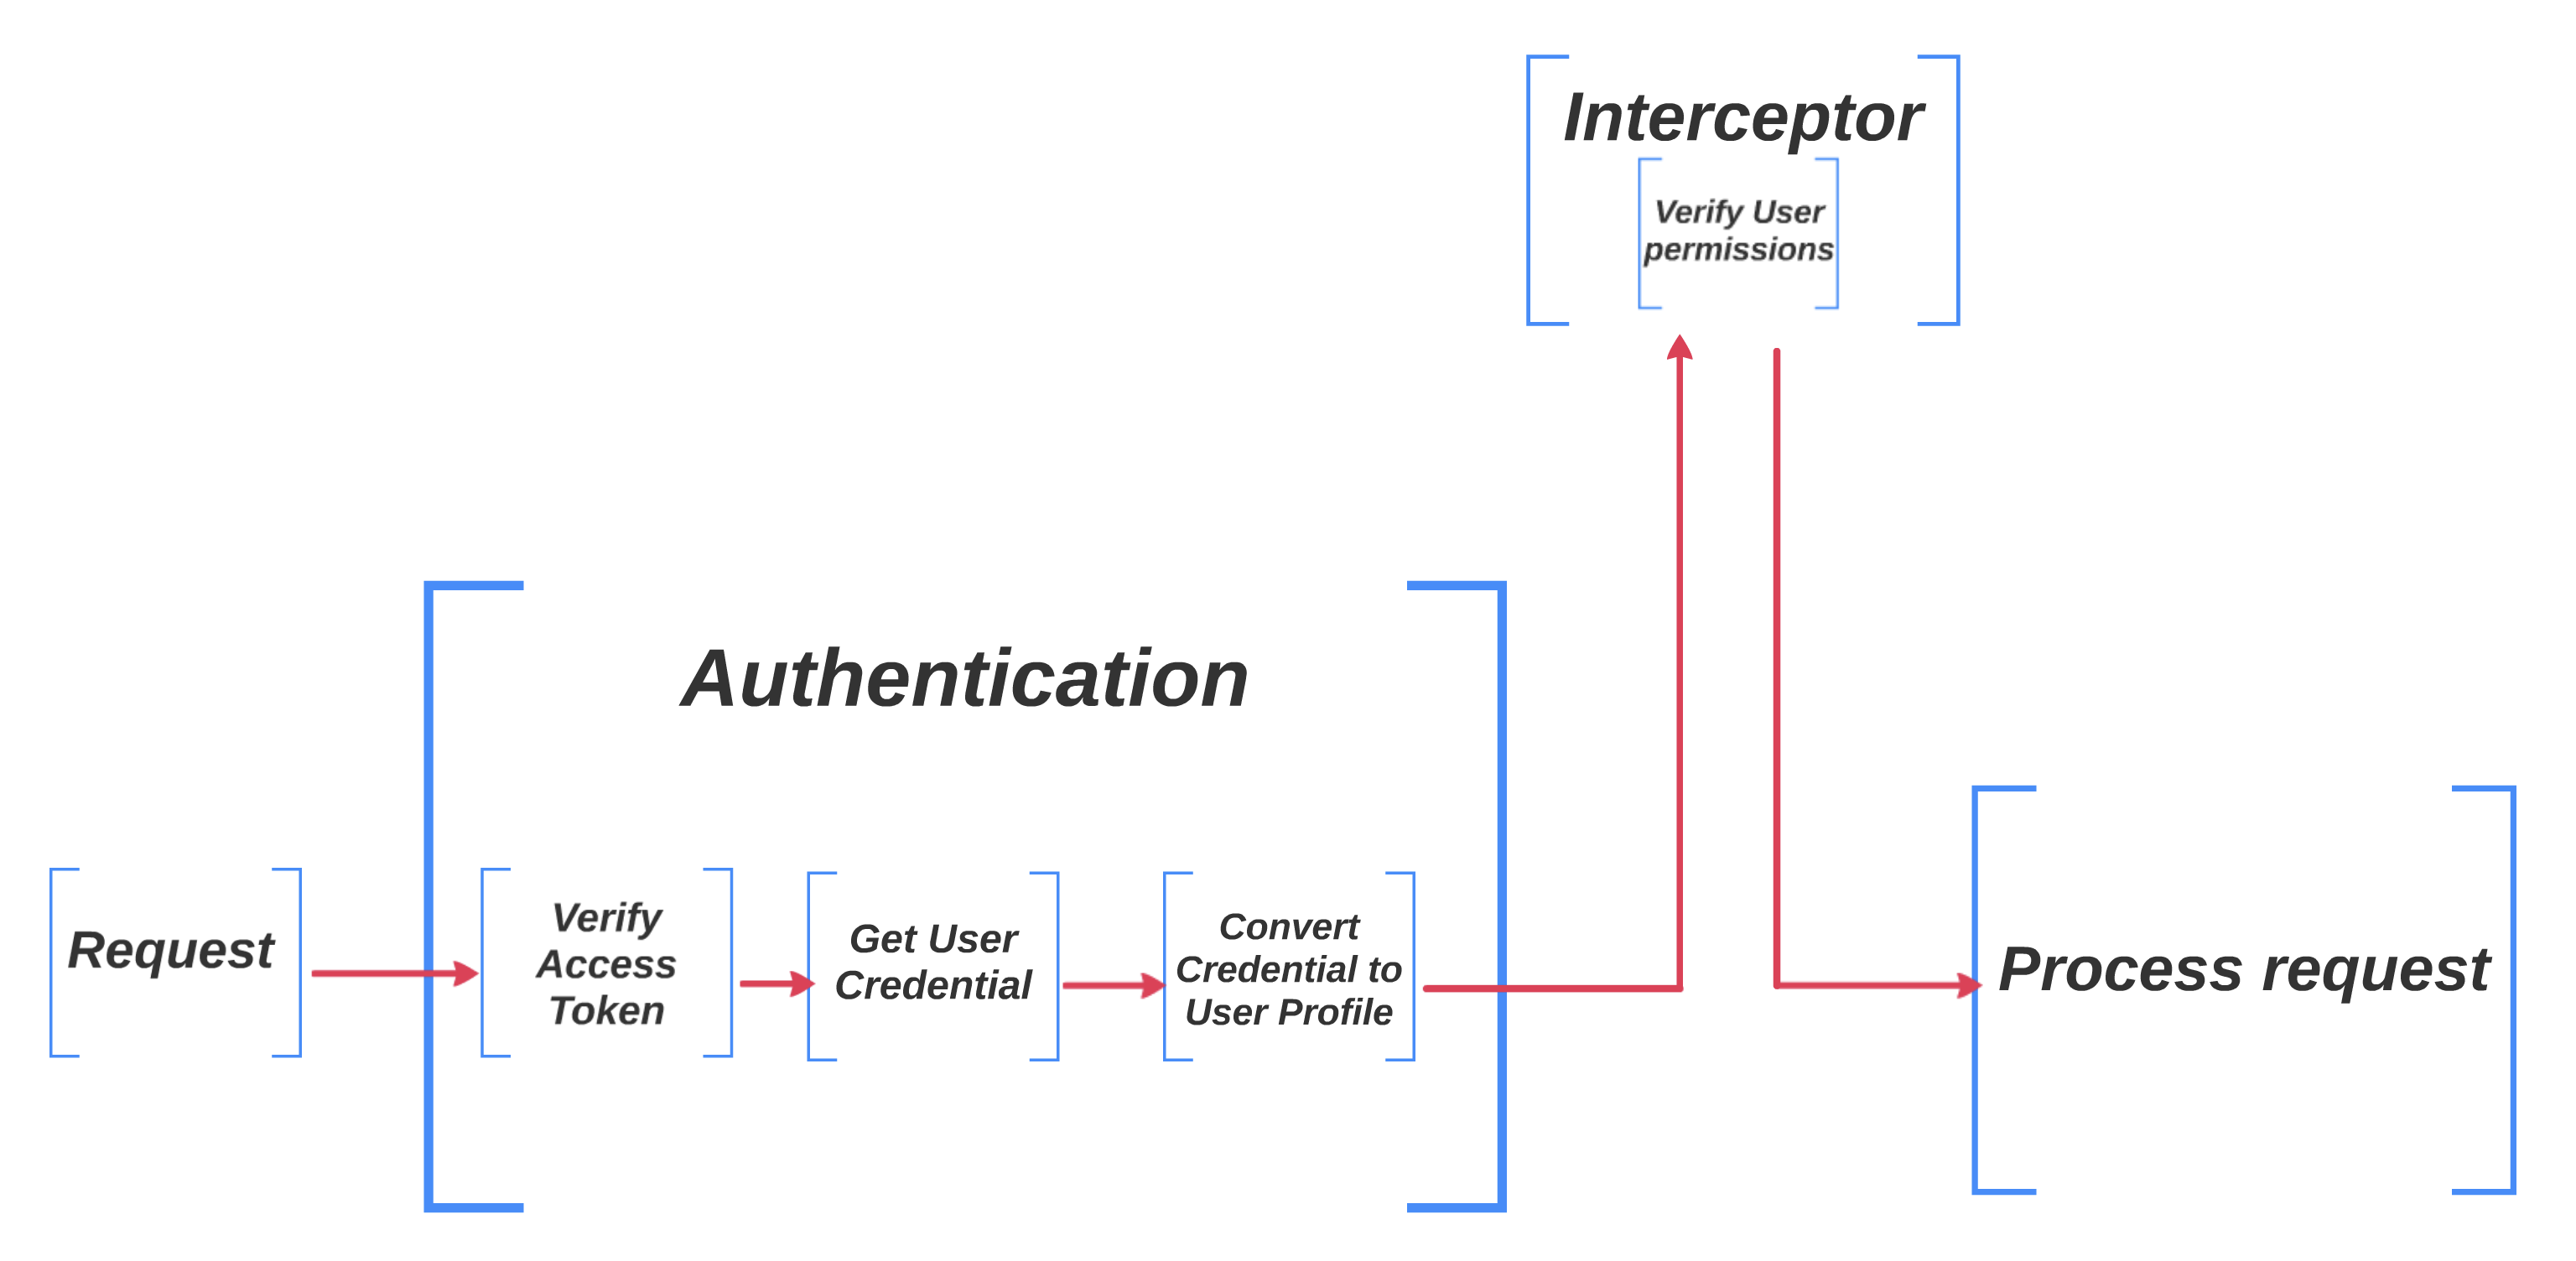 Interceptor
Verify User
permissions
Authentication
Request
Verify
Access
Token
Get User
Credential
Convert
Credential to
User Profile
Process request